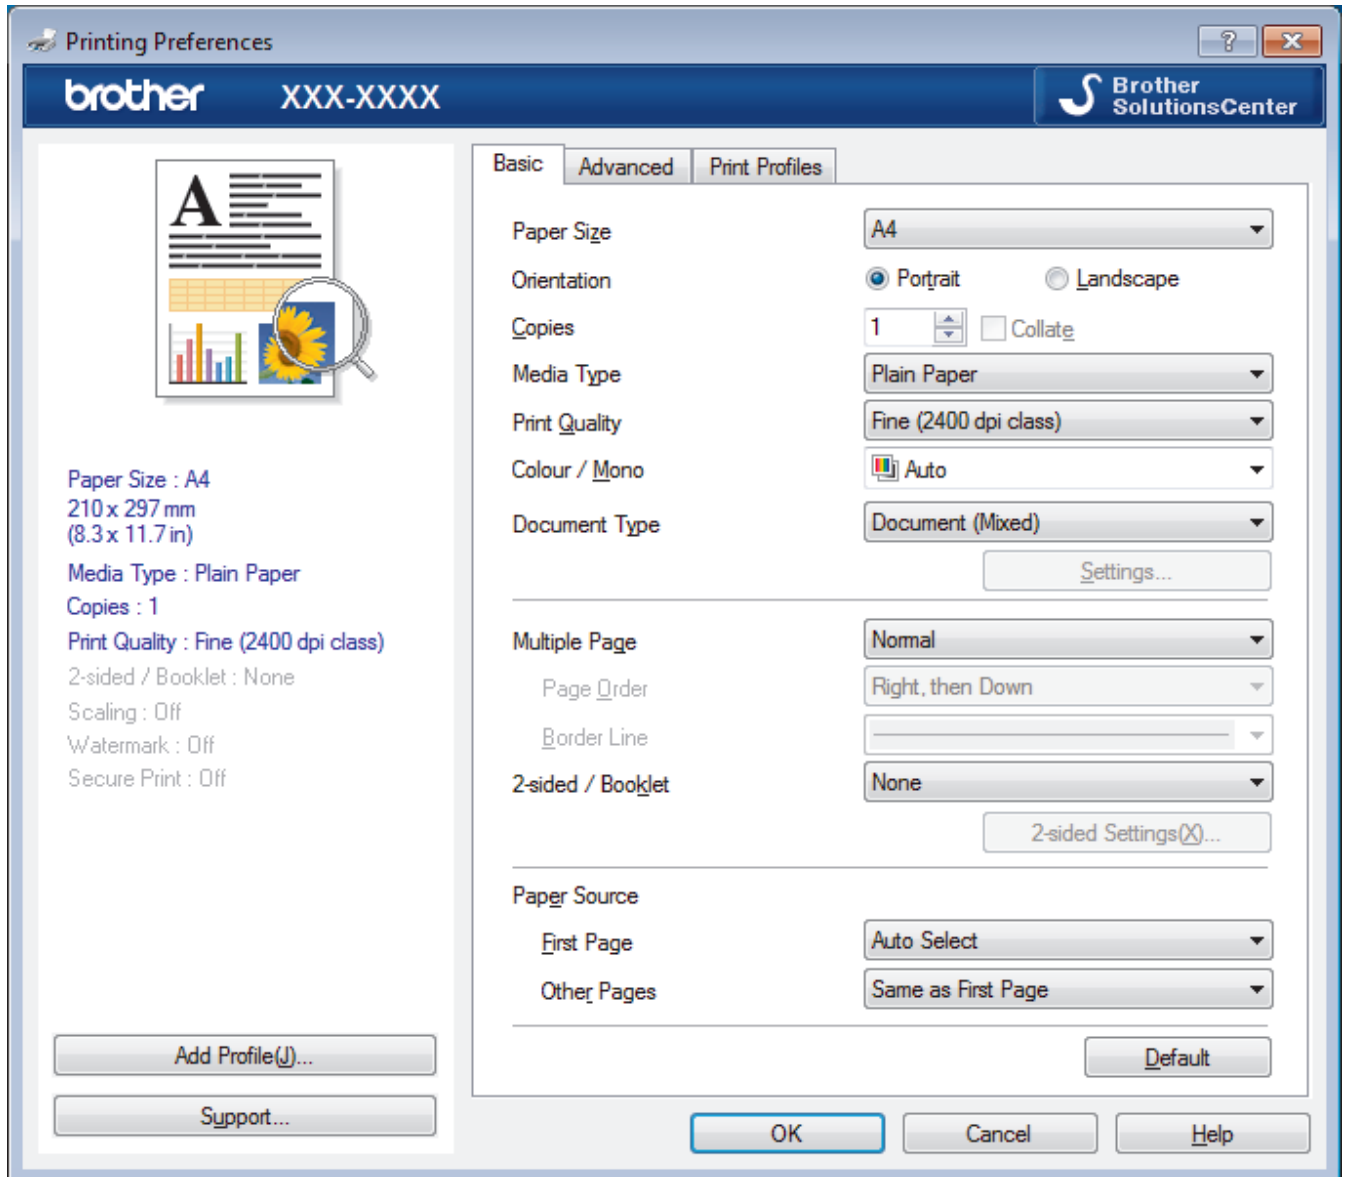 Printing Preferences
brother XXX-XXXX
Brother
SolutionsCenter
A
Paper Size : A4
210 x 297 mm
(8.3 x 11.7 in)
Media Type : Plain Paper
Copies : 1
Print Quality : Fine (2400 dpi class)
2-sided / Booklet : None
Scaling : Off
Watermark : Off
Secure Print : Off
Add Profile(J)...
Support...
Basic Advanced Print Profiles
Paper Size A4
Orientation Portrait Landscape
Copies 1 Collate
Media Type Plain Paper
Print Quality Fine (2400 dpi class)
Colour / Mono Auto
Document Type Document (Mixed)
Settings...
Multiple Page Normal
Page Order Right, then Down
Border Line
2-sided / Booklet None
2-sided Settings(X)...
Paper Source
First Page Auto Select
Other Pages Same as First Page
Default
OK Cancel Help